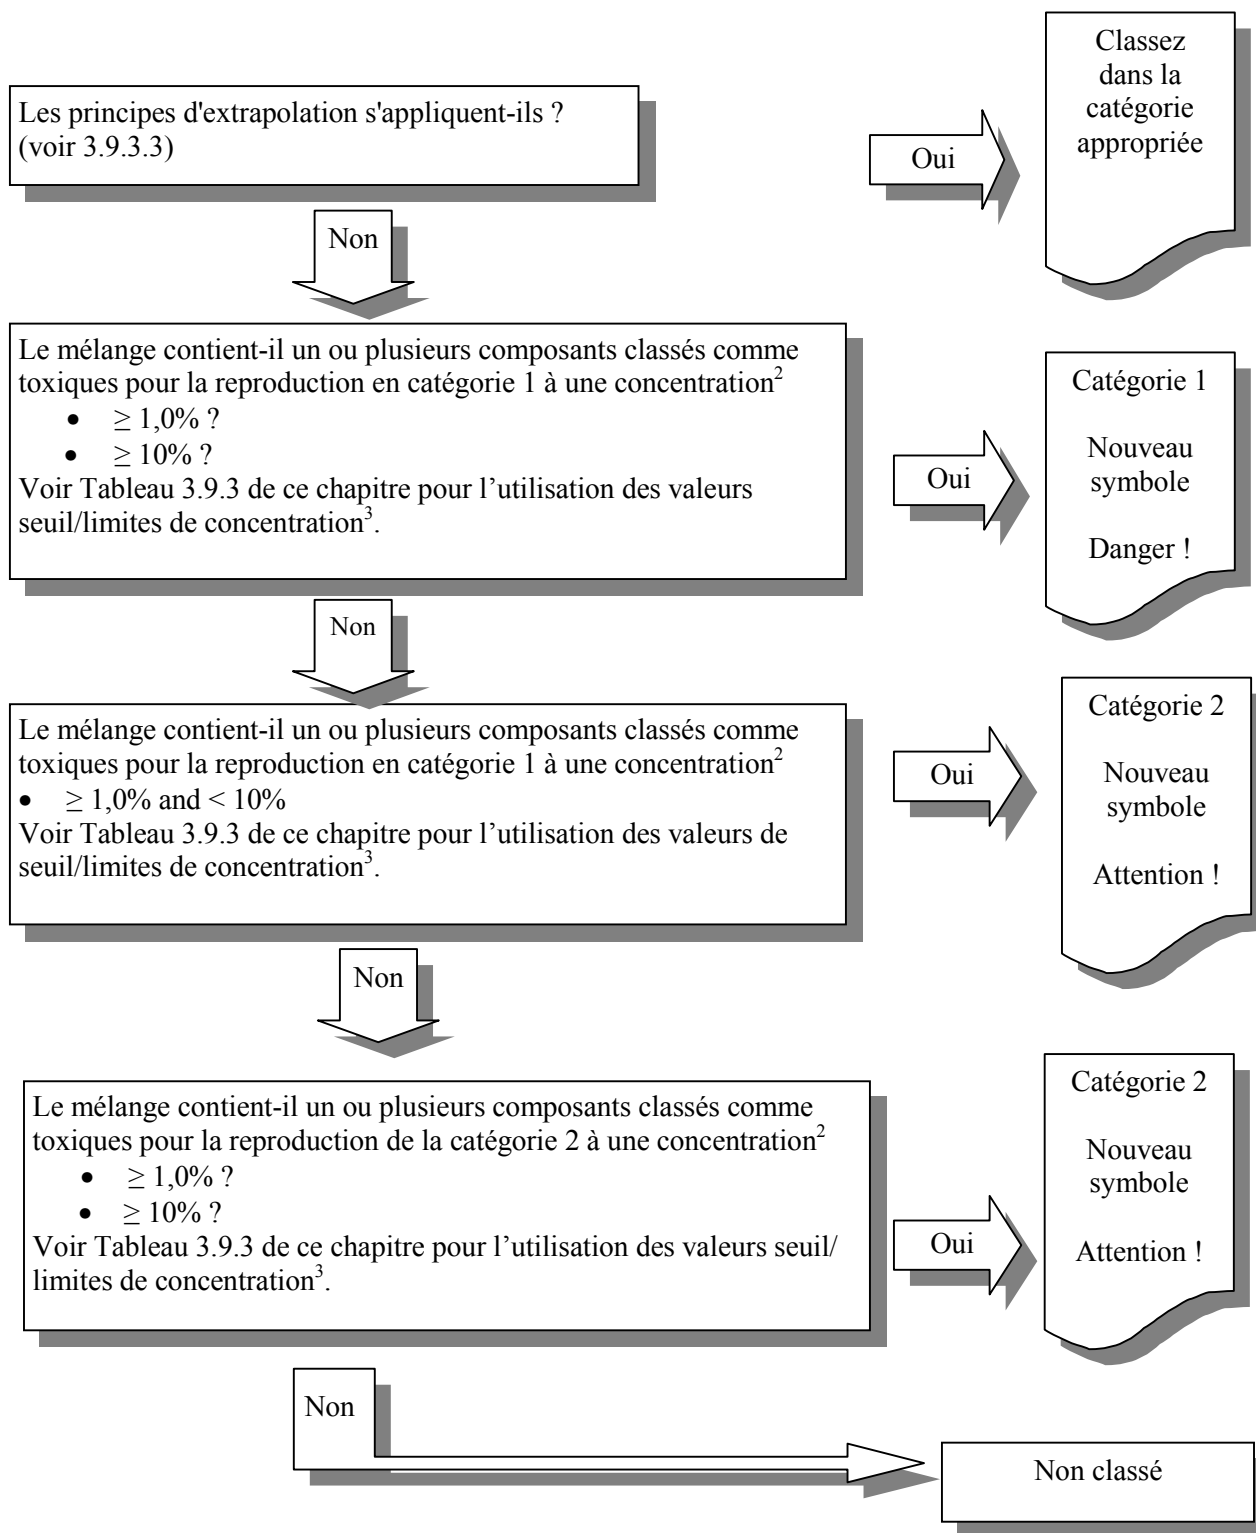 Les principes d'extrapolation s'appliquent-ils ?
(voir 3.9.3.3)
Oui
Classez
dans la
catégorie
appropriée
Non
Le mélange contient-il un ou plusieurs composants classés comme
toxiques pour la reproduction en catégorie 1 à une concentration²
• ≥ 1,0% ?
• ≥ 10% ?
Voir Tableau 3.9.3 de ce chapitre pour l’utilisation des valeurs
seuil/limites de concentration³.
Oui
Catégorie 1
Nouveau
symbole
Danger !
Non
Le mélange contient-il un ou plusieurs composants classés comme
toxiques pour la reproduction en catégorie 1 à une concentration²
• ≥ 1,0% and < 10%
Voir Tableau 3.9.3 de ce chapitre pour l’utilisation des valeurs de
seuil/limites de concentration³.
Oui
Catégorie 2
Nouveau
symbole
Attention !
Non
Le mélange contient-il un ou plusieurs composants classés comme
toxiques pour la reproduction de la catégorie 2 à une concentration²
• ≥ 1,0% ?
• ≥ 10% ?
Voir Tableau 3.9.3 de ce chapitre pour l’utilisation des valeurs seuil/
limites de concentration³.
Oui
Catégorie 2
Nouveau
symbole
Attention !
Non
Non classé